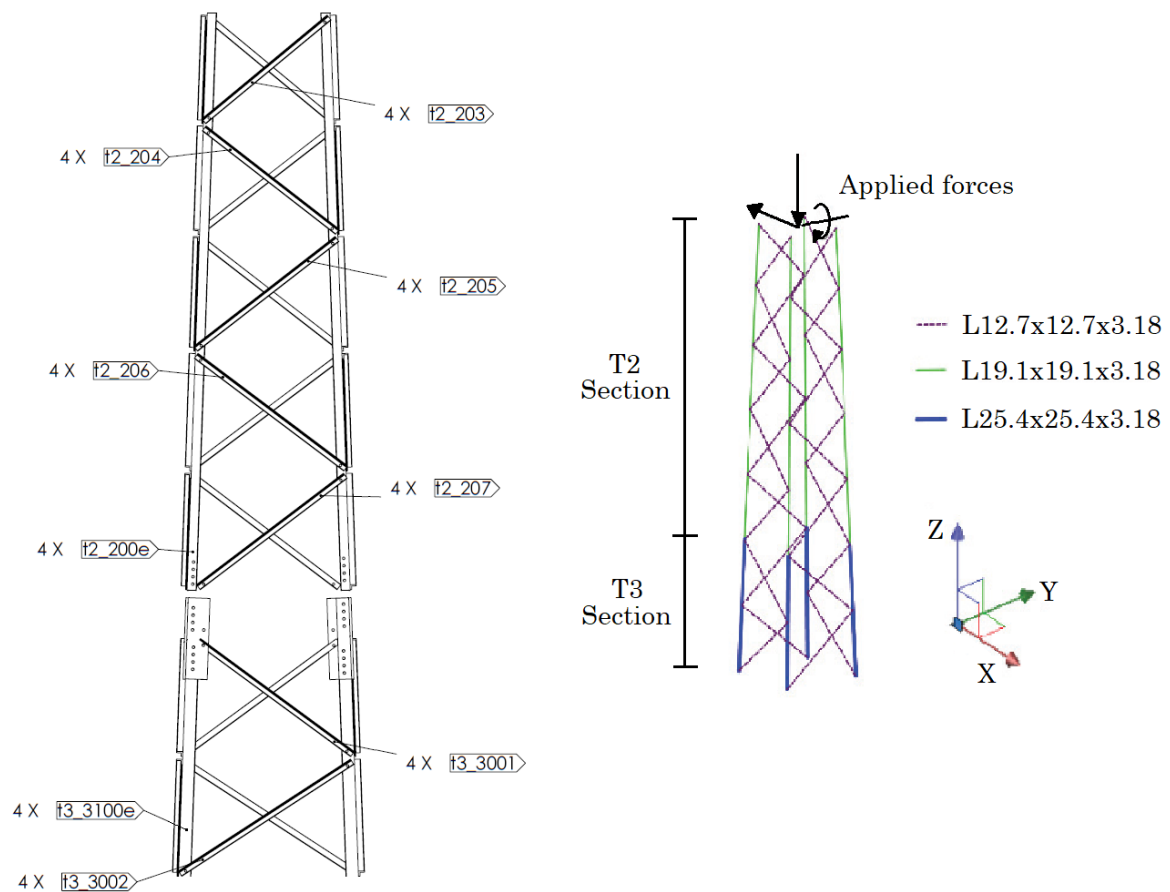 4 X t2_203
4 X t2_204
4 X t2_205
4 X t2_206
4 X t2_207
4 X t2_200e
4 X t3_3001
4 X t3_3100e
4 X t3_3002
Applied forces
T2
Section
T3
Section
L12.7x12.7x3.18
L19.1x19.1x3.18
L25.4x25.4x3.18
Z
Y
X